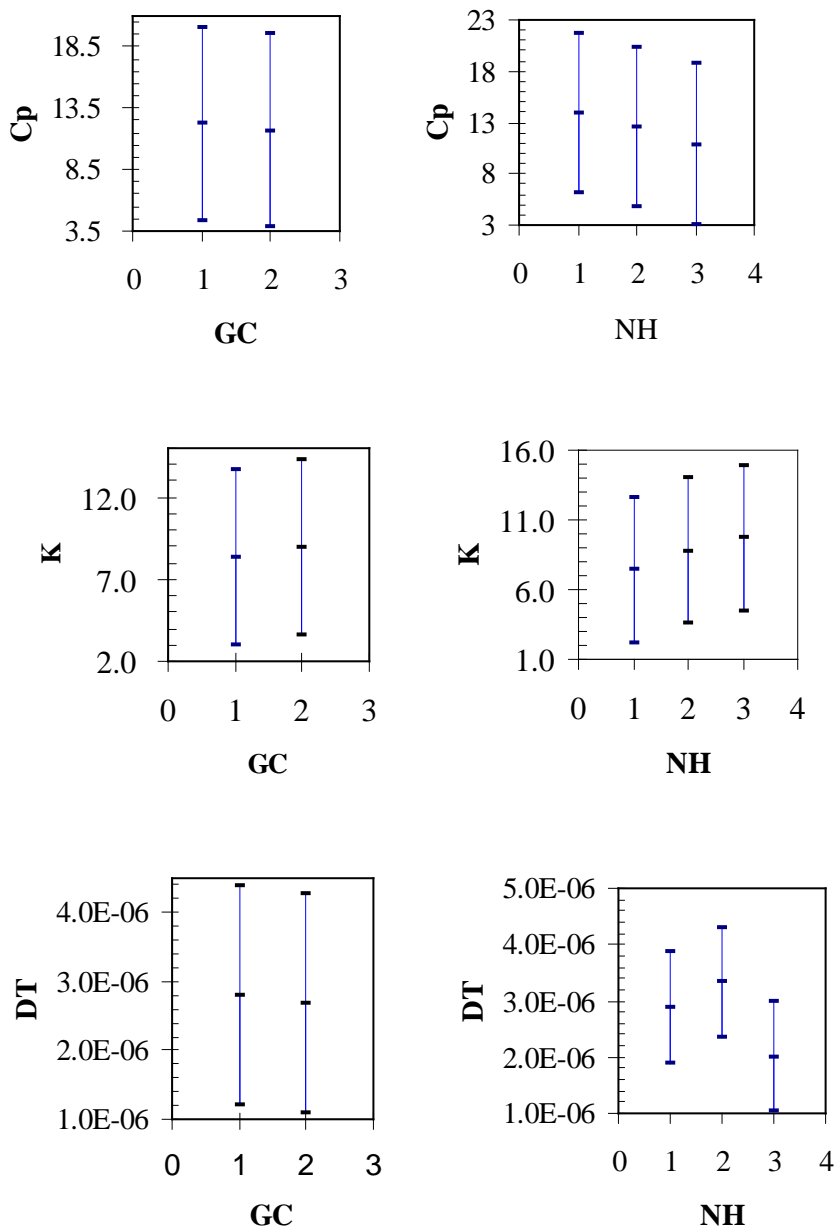 18.5
13.5
8.5
3.5
Cp
0 1 2 3
GC
23
18
13
8
3
Cp
0 1 2 3 4
NH
12.0
7.0
2.0
K
0 1 2 3
GC
16.0
11.0
6.0
1.0
K
0 1 2 3 4
NH
4.0E-06
3.0E-06
2.0E-06
1.0E-06
DT
0 1 2 3
GC
5.0E-06
4.0E-06
3.0E-06
2.0E-06
1.0E-06
DT
0 1 2 3 4
NH